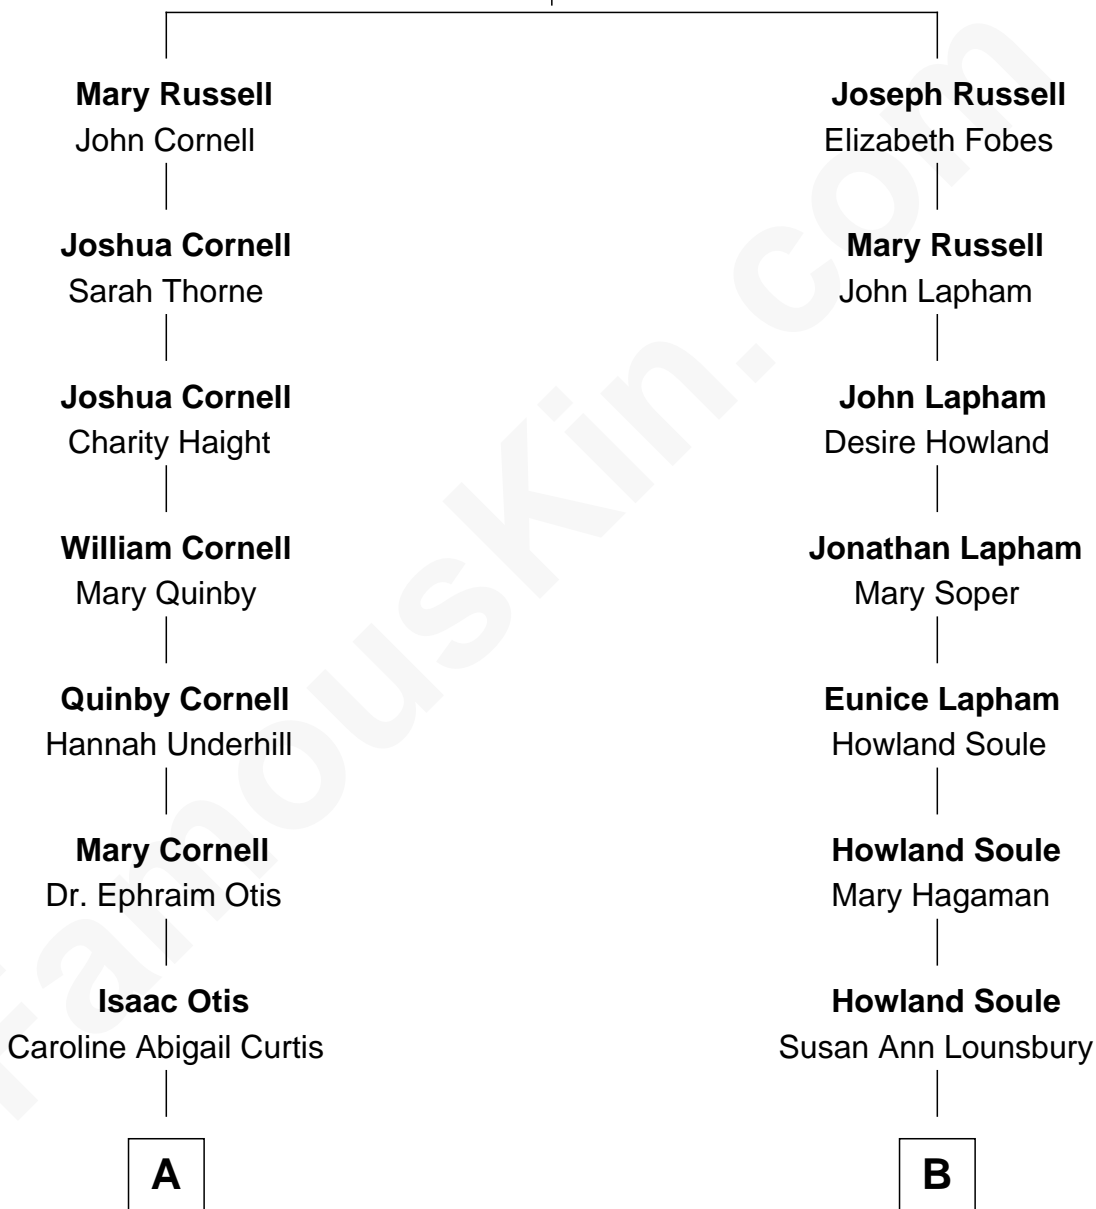 Mary Russell
John Cornell
Joshua Cornell
Sarah Thorne
Joshua Cornell
Charity Haight
William Cornell
Mary Quinby
Quinby Cornell
Hannah Underhill
Mary Cornell
Dr. Ephraim Otis
Isaac Otis
Caroline Abigail Curtis
A
Joseph Russell
Elizabeth Fobes
Mary Russell
John Lapham
John Lapham
Desire Howland
Jonathan Lapham
Mary Soper
Eunice Lapham
Howland Soule
Howland Soule
Mary Hagaman
Howland Soule
Susan Ann Lounsbury
B
FamousKin.com